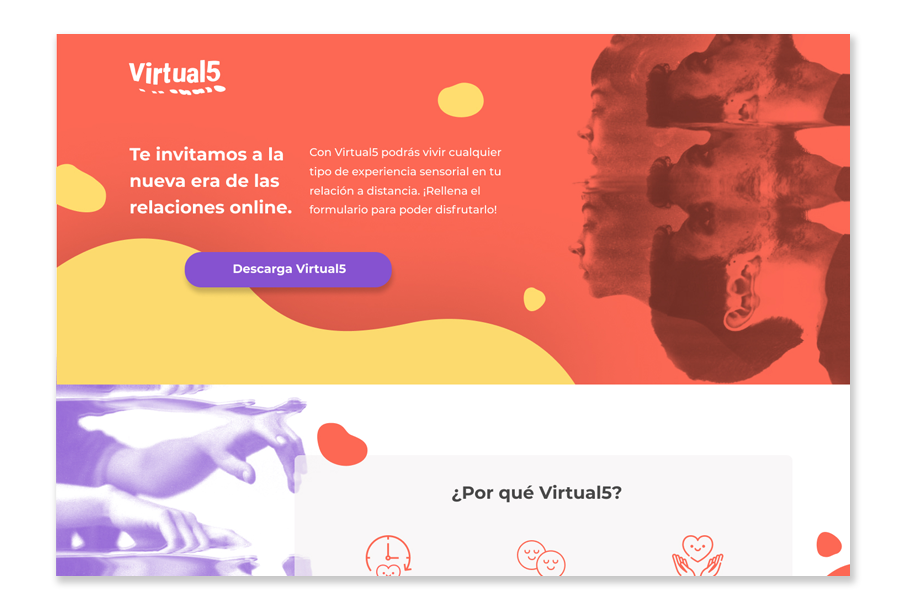 Virtual5
Te invitamos a la
nueva era de las
relaciones online.
Con Virtual5 podrás vivir cualquier
tipo de experiencia sensorial en tu
relación a distancia. ¡Rellena el
formulario para poder disfrutarlo!
Descarga Virtual5
¿Por qué Virtual5?